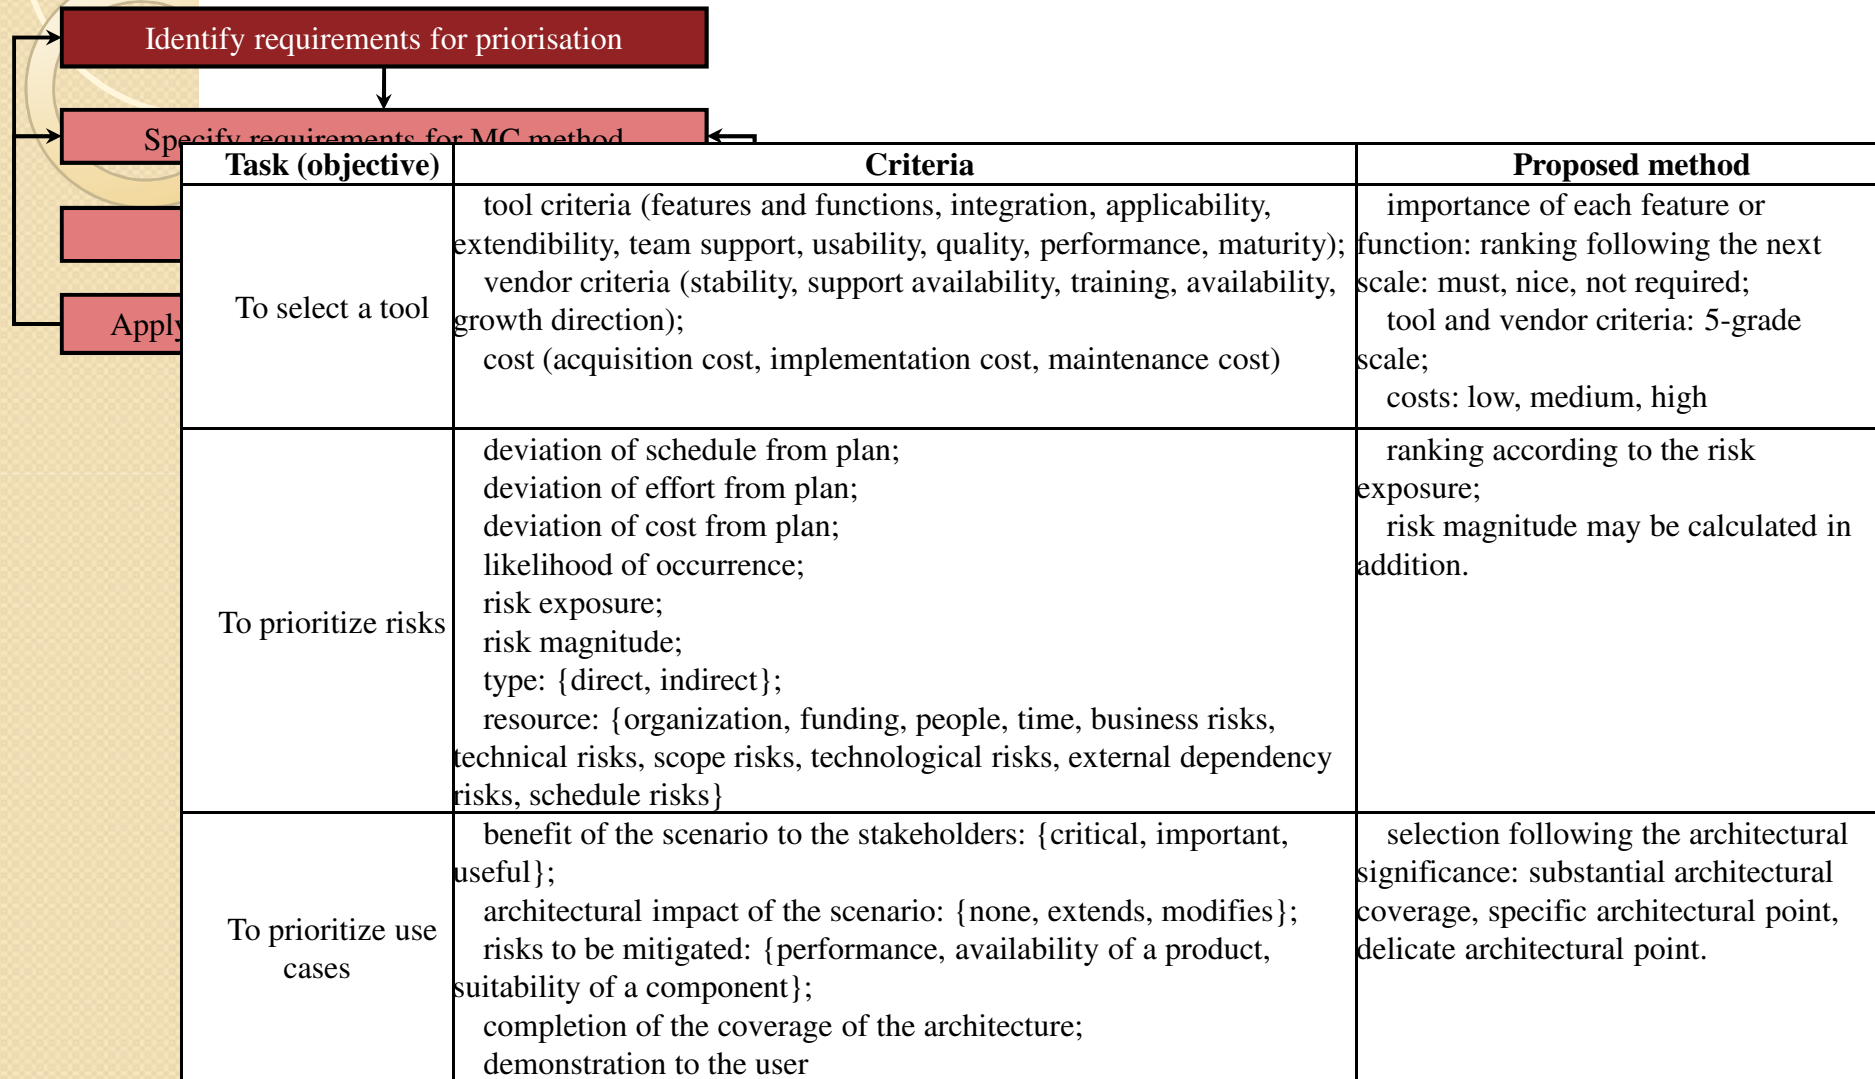 Identify requirements for priorisation
Specify requirements for MC method
Apply
Task (objective)
Criteria
Proposed method
To select a tool
tool criteria (features and functions, integration, applicability,
extendibility, team support, usability, quality, performance, maturity);
vendor criteria (stability, support availability, training, availability,
growth direction);
cost (acquisition cost, implementation cost, maintenance cost)
importance of each feature or
function: ranking following the next
scale: must, nice, not required;
tool and vendor criteria: 5-grade
scale;
costs: low, medium, high
To prioritize risks
deviation of schedule from plan;
deviation of effort from plan;
deviation of cost from plan;
likelihood of occurrence;
risk exposure;
risk magnitude;
type: {direct, indirect};
resource: {organization, funding, people, time, business risks,
technical risks, scope risks, technological risks, external dependency
risks, schedule risks}
ranking according to the risk
exposure;
risk magnitude may be calculated in
addition.
To prioritize use
cases
benefit of the scenario to the stakeholders: {critical, important,
useful};
architectural impact of the scenario: {none, extends, modifies};
risks to be mitigated: {performance, availability of a product,
suitability of a component};
completion of the coverage of the architecture;
demonstration to the user
selection following the architectural
significance: substantial architectural
coverage, specific architectural point,
delicate architectural point.